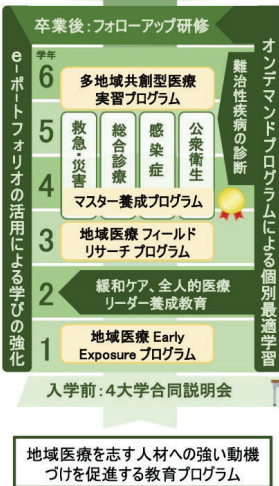 卒業後:フォローアップ研修
学年
6
多地域共創型医療
実習プログラム
5
救急・災害
総合診療
感染症
公衆衛生
4
マスター養成プログラム
3
地域医療 フィールド
リサーチ プログラム
2
緩和ケア、全人的医療
リーダー養成教育
1
地域医療 Early
Exposure プログラム
入学前:4大学合同説明会
e-ポートフォリオの活用による学びの強化
難治性疾病の診断
オンデマンドプログラムによる個別最適学習
地域医療を志す人材への強い動機
づけを促進する教育プログラム